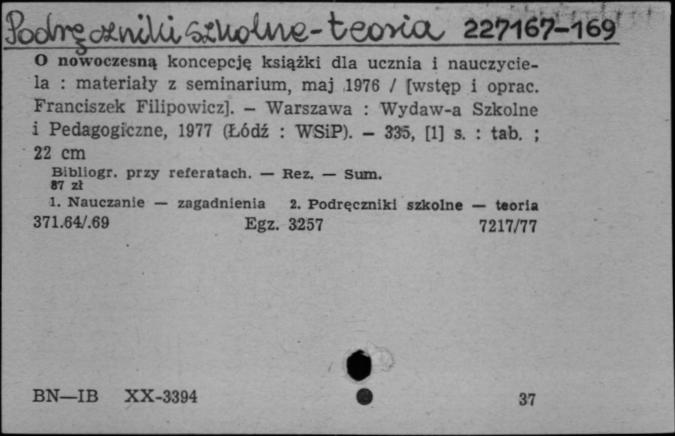 Podręczniki szkolne - teoria 227167-169
O nowoczesną koncepcję książki dla ucznia i nauczycie-
la : materiały z seminarium, maj 1976 / [wstęp i oprac.
Franciszek Filipowicz]. — Warszawa : Wydaw-a Szkolne
i Pedagogiczne, 1977 (Łódź : WSiP). — 335, [1] s. : tab. ;
22 cm
Bibliogr. przy referatach. — Rez. — Sum.
87 zł
1. Nauczanie — zagadnienia 2. Podręczniki szkolne — teoria
371.64/.69 Egz. 3257 7217/77
BN—IB XX-3394 37